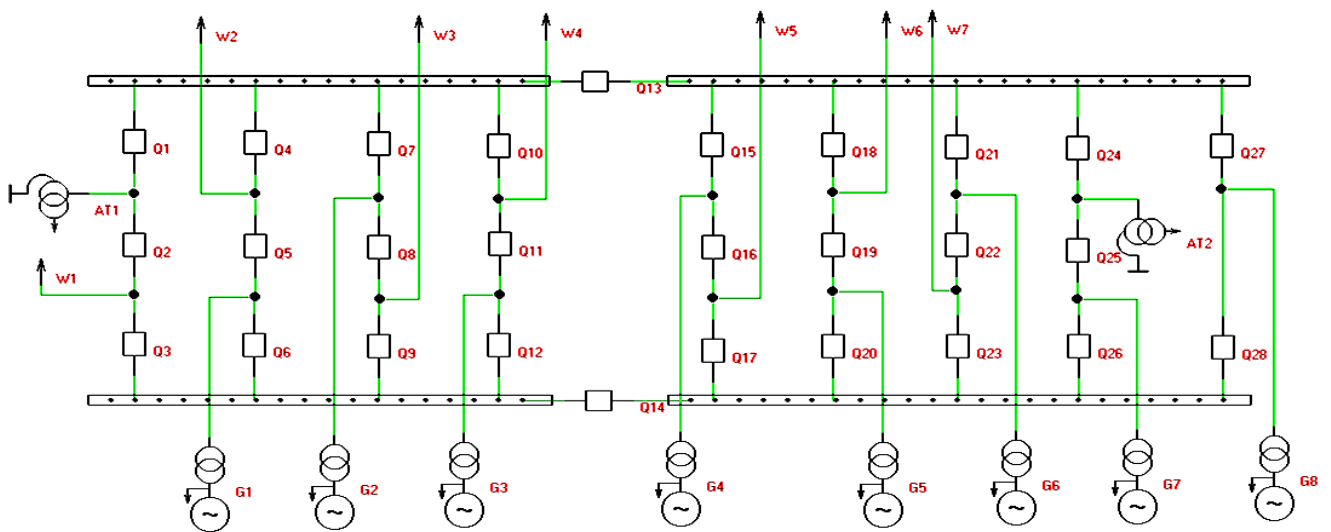 W2 W3 W4 W5 W6 W7
Q13
Q1 Q4 Q7 Q10 Q15 Q18 Q21 Q24 Q27
AT1
Q2 Q5 Q8 Q11 Q16 Q19 Q22 Q25 AT2
W1
Q3 Q6 Q9 Q12 Q17 Q20 Q23 Q26 Q28
Q14
G1 G2 G3 G4 G5 G6 G7 G8
~ ~ ~ ~ ~ ~ ~ ~